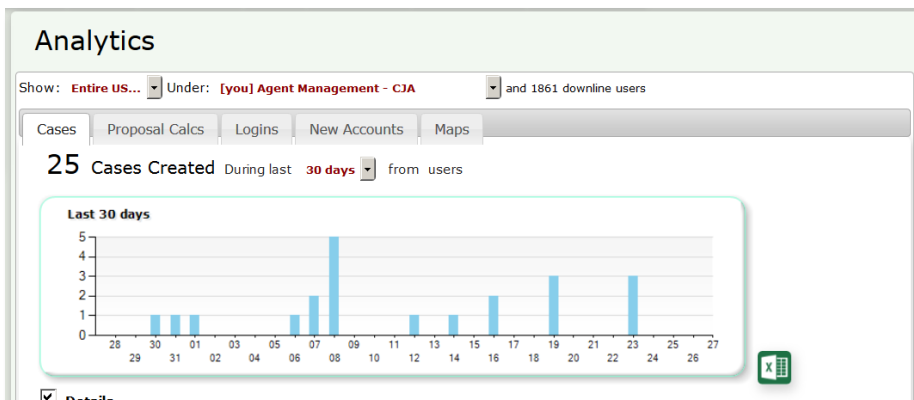 Analytics
Show: Entire US... Under: [you] Agent Management - CJA and 1861 downline users
Cases Proposal Calcs Logins New Accounts Maps
25 Cases Created During last 30 days from users
Last 30 days
5
4
3
2
1
0
28 30 01 03 05 07 09 11 13 15 17 19 21 23 25 27
29 31 02 04 06 08 10 12 14 16 18 20 22 24 26
X
Details